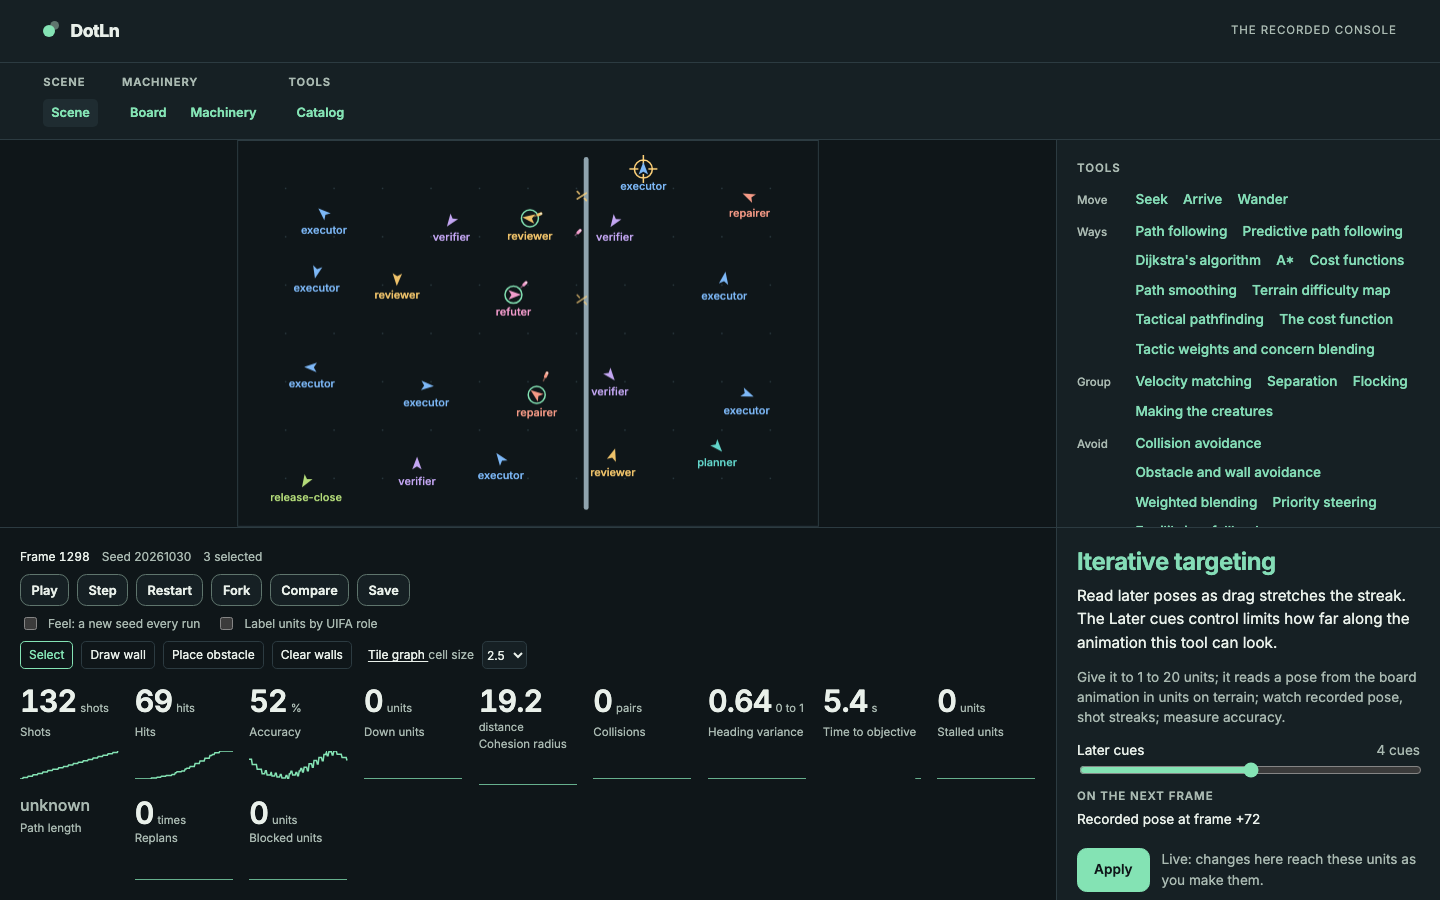 DotLn
THE RECORDED CONSOLE
SCENE MACHINERY TOOLS
Scene Board Machinery Catalog
executor
repairer
executor
verifier
reviewer
verifier
executor
reviewer
refuter
executor
executor
executor
repairer
verifier
executor
release-close
verifier
executor
reviewer
planner
TOOLS
Move Seek Arrive Wander
Ways Path following Predictive path following
Dijkstra's algorithm A* Cost functions
Path smoothing Terrain difficulty map
Tactical pathfinding The cost function
Tactic weights and concern blending
Group Velocity matching Separation Flocking
Making the creatures
Avoid Collision avoidance
Obstacle and wall avoidance
Weighted blending Priority steering
Frame 1298 Seed 20261030 3 selected
Play Step Restart Fork Compare Save
Feel: a new seed every run Label units by UIFA role
Select Draw wall Place obstacle Clear walls Tile graph cell size 2.5
132 shots
Shots
69 hits
Hits
52 %
Accuracy
0 units
Down units
19.2
distance
Cohesion radius
0 pairs
Collisions
0.64 0 to 1
Heading variance
5.4 s
Time to objective
0 units
Stalled units
unknown
Path length
0 times
Replans
0 units
Blocked units
Iterative targeting
Read later poses as drag stretches the streak.
The Later cues control limits how far along the
animation this tool can look.
Give it to 1 to 20 units; it reads a pose from the board
animation in units on terrain; watch recorded pose,
shot streaks; measure accuracy.
Later cues 4 cues
ON THE NEXT FRAME
Recorded pose at frame +72
Apply
Live: changes here reach these units as
you make them.